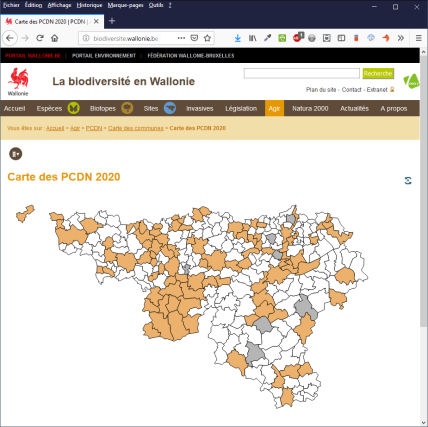 Fichier Édition Affichage Historique Marque-pages Outils ?
Carte des PCDN 2020 | PCDN |
biodiversite.wallonie.be
PORTAIL WALLONIE.BE | PORTAIL ENVIRONNEMENT | FÉDÉRATION WALLONIE-BRUXELLES
Wallonie
La biodiversité en Wallonie
Recherche
Plan du site - Contact - Extranet
Accueil Espèces Biotopes Sites Invasives Législation Agir Natura 2000 Actualités A propos
Vous êtes sur : Accueil > Agir > PCDN > Carte des communes > Carte des PCDN 2020
Carte des PCDN 2020